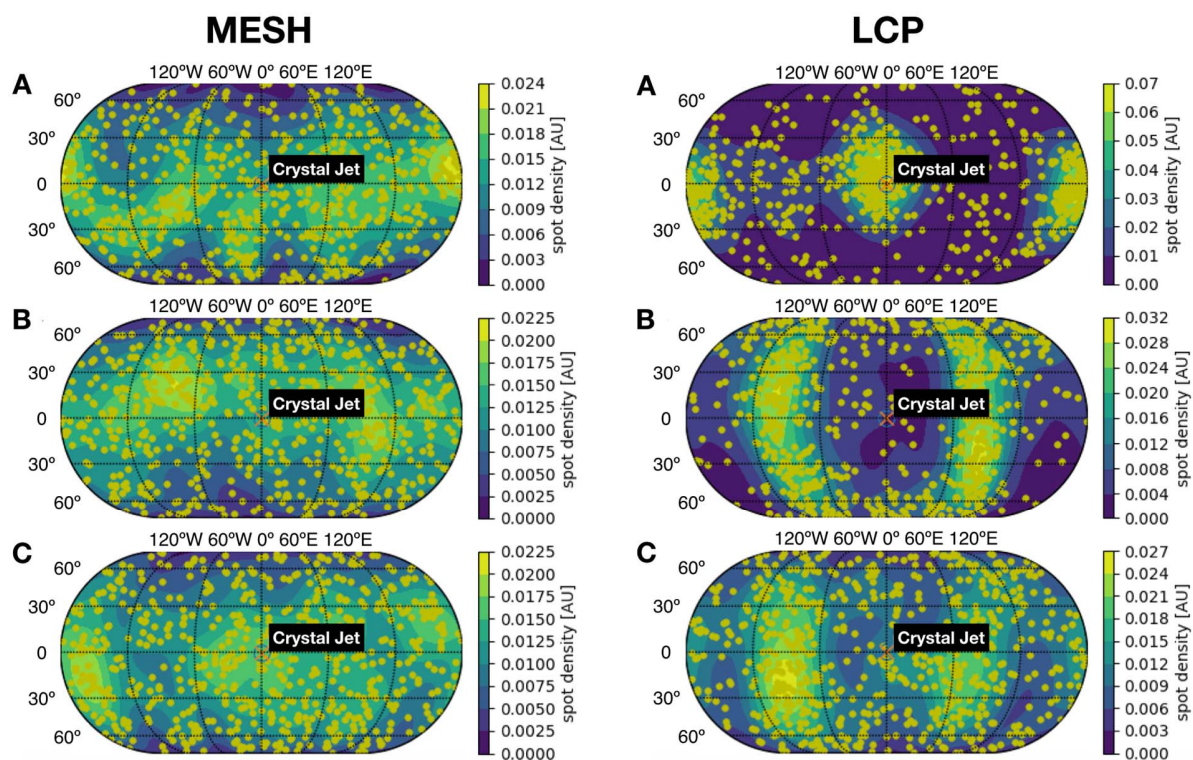 MESH
LCP
A
120ºW 60ºW 0º 60ºE 120ºE
60º
30º
0
30º
60º
Crystal Jet
0.024
0.021
0.018
0.015
0.012
0.009
0.006
0.003
0.000
spot density [AU]
A
120ºW 60ºW 0º 60ºE 120ºE
60º
30º
0
30º
60º
Crystal Jet
0.07
0.06
0.05
0.04
0.03
0.02
0.01
0.00
spot density [AU]
B
120ºW 60ºW 0º 60ºE 120ºE
60º
30º
0
30º
60º
Crystal Jet
0.0225
0.0200
0.0175
0.0150
0.0125
0.0100
0.0075
0.0050
0.0025
0.0000
spot density [AU]
B
120ºW 60ºW 0º 60ºE 120ºE
60º
30º
0
30º
60º
Crystal Jet
0.032
0.028
0.024
0.020
0.016
0.012
0.008
0.004
0.000
spot density [AU]
C
120ºW 60ºW 0º 60ºE 120ºE
60º
30º
0
30º
60º
Crystal Jet
0.0225
0.0200
0.0175
0.0150
0.0125
0.0100
0.0075
0.0050
0.0025
0.0000
spot density [AU]
C
120ºW 60ºW 0º 60ºE 120ºE
60º
30º
0
30º
60º
Crystal Jet
0.027
0.024
0.021
0.018
0.015
0.012
0.009
0.006
0.003
0.000
spot density [AU]